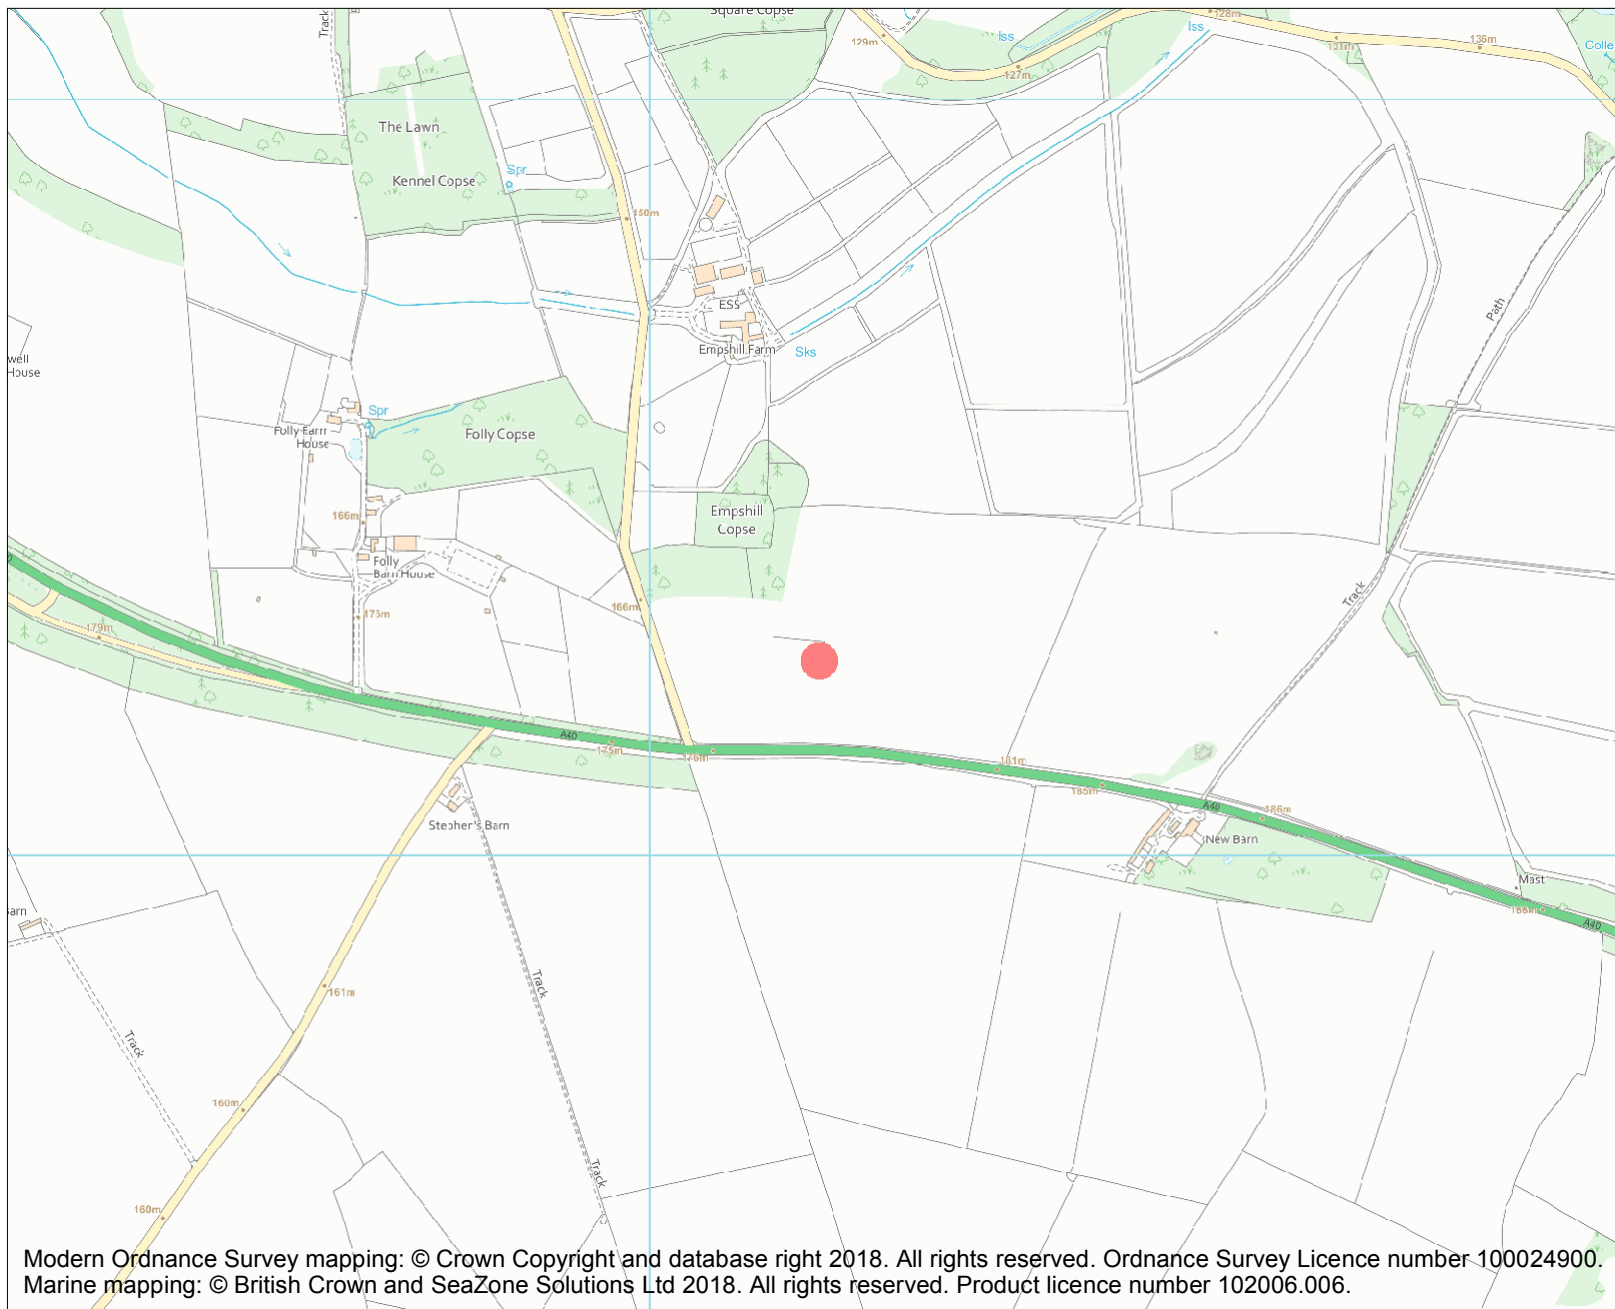 Track
Square Copse
Iss
Iss
128m
129m
127m
131m
136m
Colle
The Lawn
Kennel Copse
Spr
150m
Path
ESS
Empshill Farm
Sks
well
House
Spr
Folly Farm
House
Folly Copse
166m
Empshill
Copse
Folly
Barn House
Track
166m
175m
179m
A40
175m
176m
181m
185m
A40
186m
Stephen's Barn
New Barn
Mast
188m
A40
Barn
Track
161m
Track
160m
Track
160m
Modern Ordnance Survey mapping: © Crown Copyright and database right 2018. All rights reserved. Ordnance Survey Licence number 100024900.
Marine mapping: © British Crown and SeaZone Solutions Ltd 2018. All rights reserved. Product licence number 102006.006.